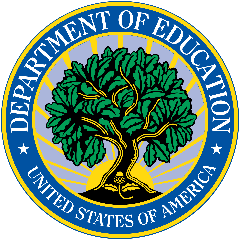 DEPARTMENT OF EDUCATION
UNITED STATES OF AMERICA